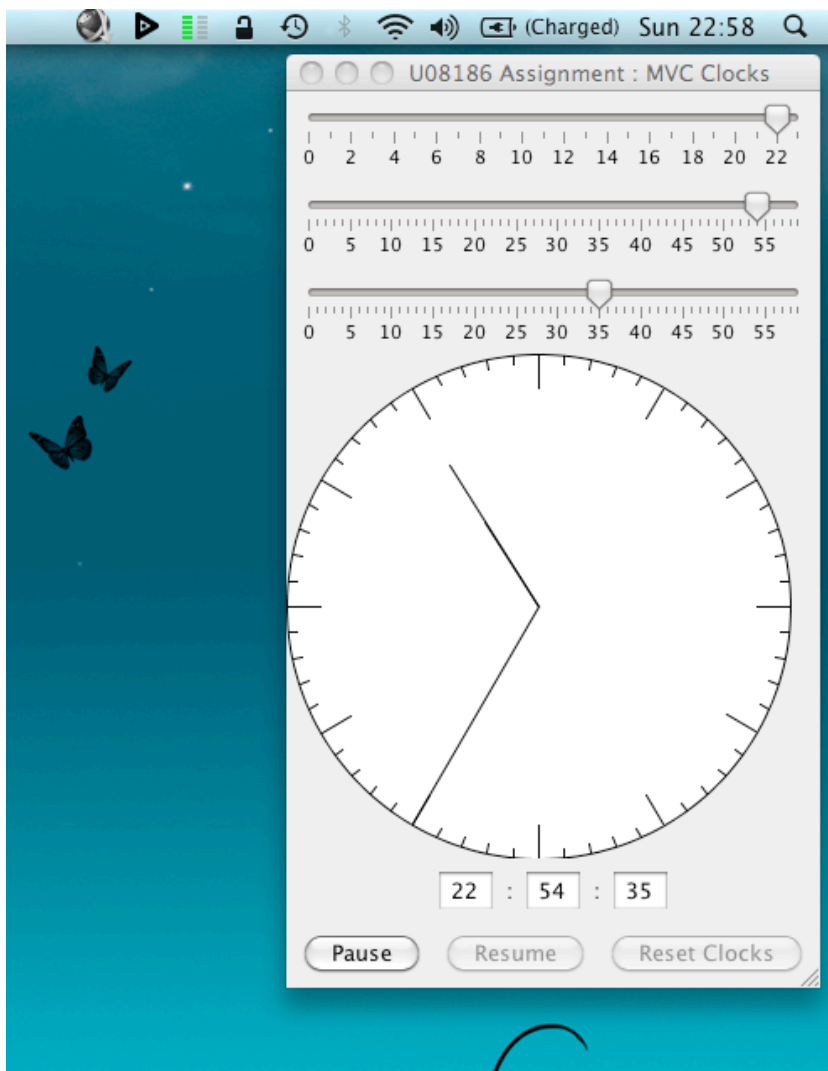 (Charged) Sun 22:58
U08186 Assignment : MVC Clocks
0 2 4 6 8 10 12 14 16 18 20 22
0 5 10 15 20 25 30 35 40 45 50 55
0 5 10 15 20 25 30 35 40 45 50 55
22 : 54 : 35
Pause Resume Reset Clocks